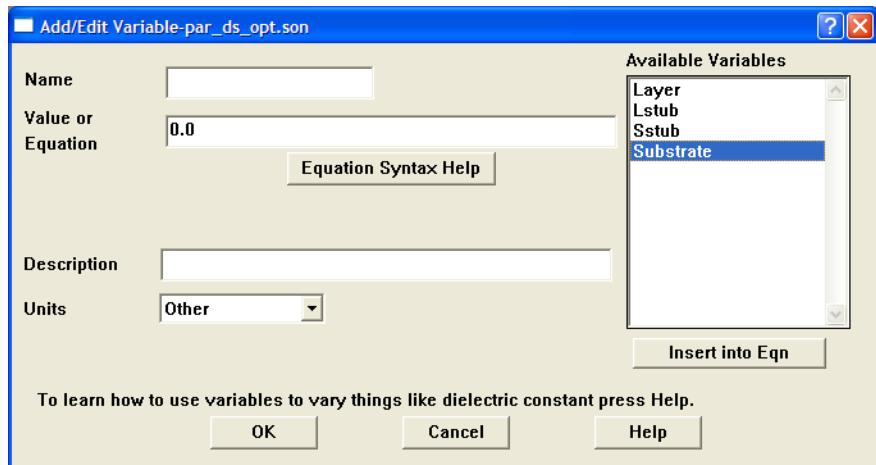 Add/Edit Variable-par_ds_opt.son
Available Variables
Name
Layer
Lstub
Sstub
Substrate
Value or
Equation
0.0
Equation Syntax Help
Description
Units
Other
Insert into Eqn
To learn how to use variables to vary things like dielectric constant press Help.
OK
Cancel
Help